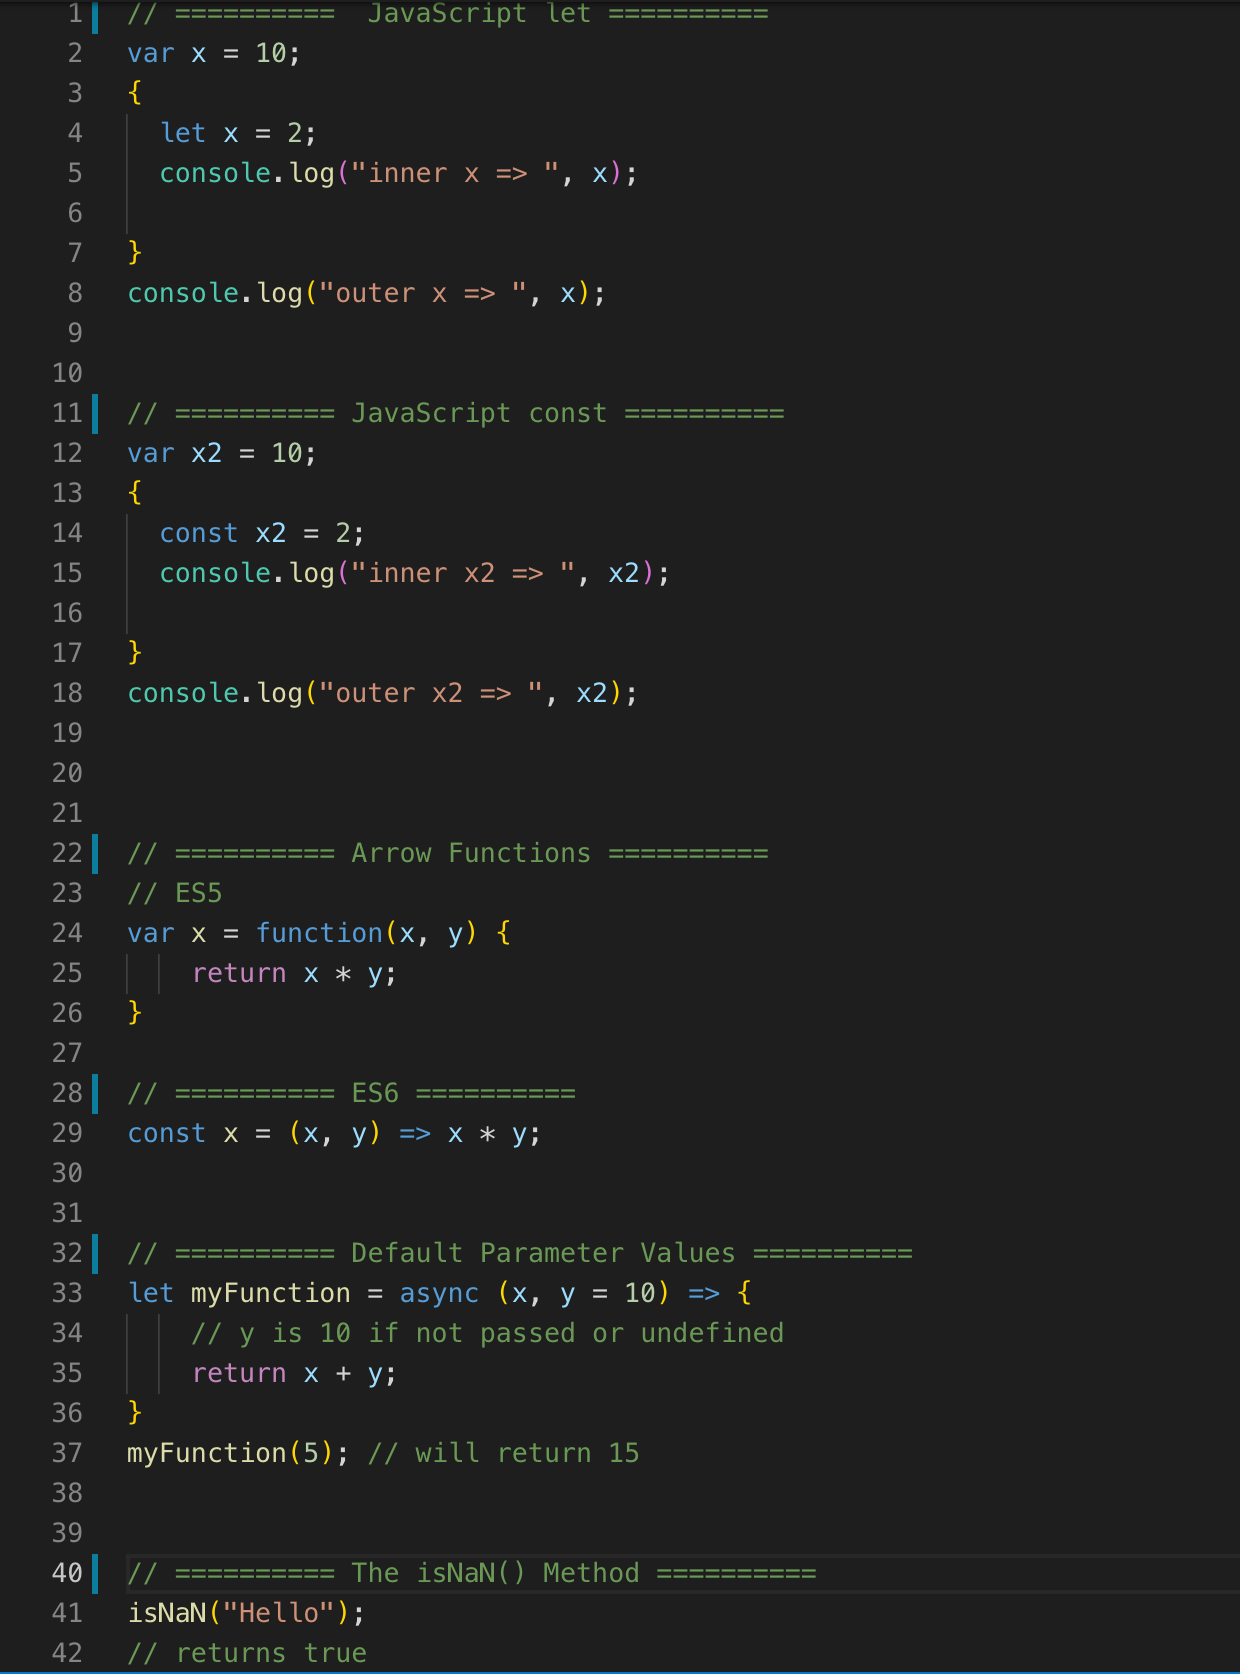 1 // ==========  JavaScript let ==========
2 var x = 10;
3 {
4   let x = 2;
5   console.log("inner x => ", x);
6
7 }
8 console.log("outer x => ", x);
9
10
11 // ========== JavaScript const ==========
12 var x2 = 10;
13 {
14   const x2 = 2;
15   console.log("inner x2 => ", x2);
16
17 }
18 console.log("outer x2 => ", x2);
19
20
21
22 // ========== Arrow Functions ==========
23 // ES5
24 var x = function(x, y) {
25     return x * y;
26 }
27
28 // ========== ES6 ==========
29 const x = (x, y) => x * y;
30
31
32 // ========== Default Parameter Values ==========
33 let myFunction = async (x, y = 10) => {
34     // y is 10 if not passed or undefined
35     return x + y;
36 }
37 myFunction(5); // will return 15
38
39
40 // ========== The isNaN() Method ==========
41 isNaN("Hello");
42 // returns true